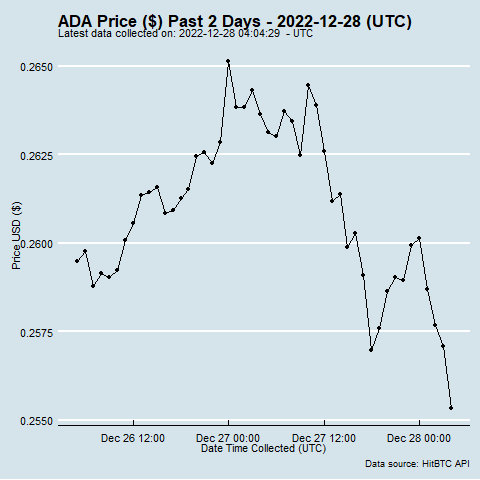 ADA Price ($) Past 2 Days - 2022-12-28 (UTC)
Latest data collected on: 2022-12-28 04:04:29 - UTC
0.2650
0.2625
0.2600
0.2575
0.2550
Price USD ($)
Dec 26 12:00 Dec 27 00:00 Dec 27 12:00 Dec 28 00:00
Date Time Collected (UTC)
Data source: HitBTC API